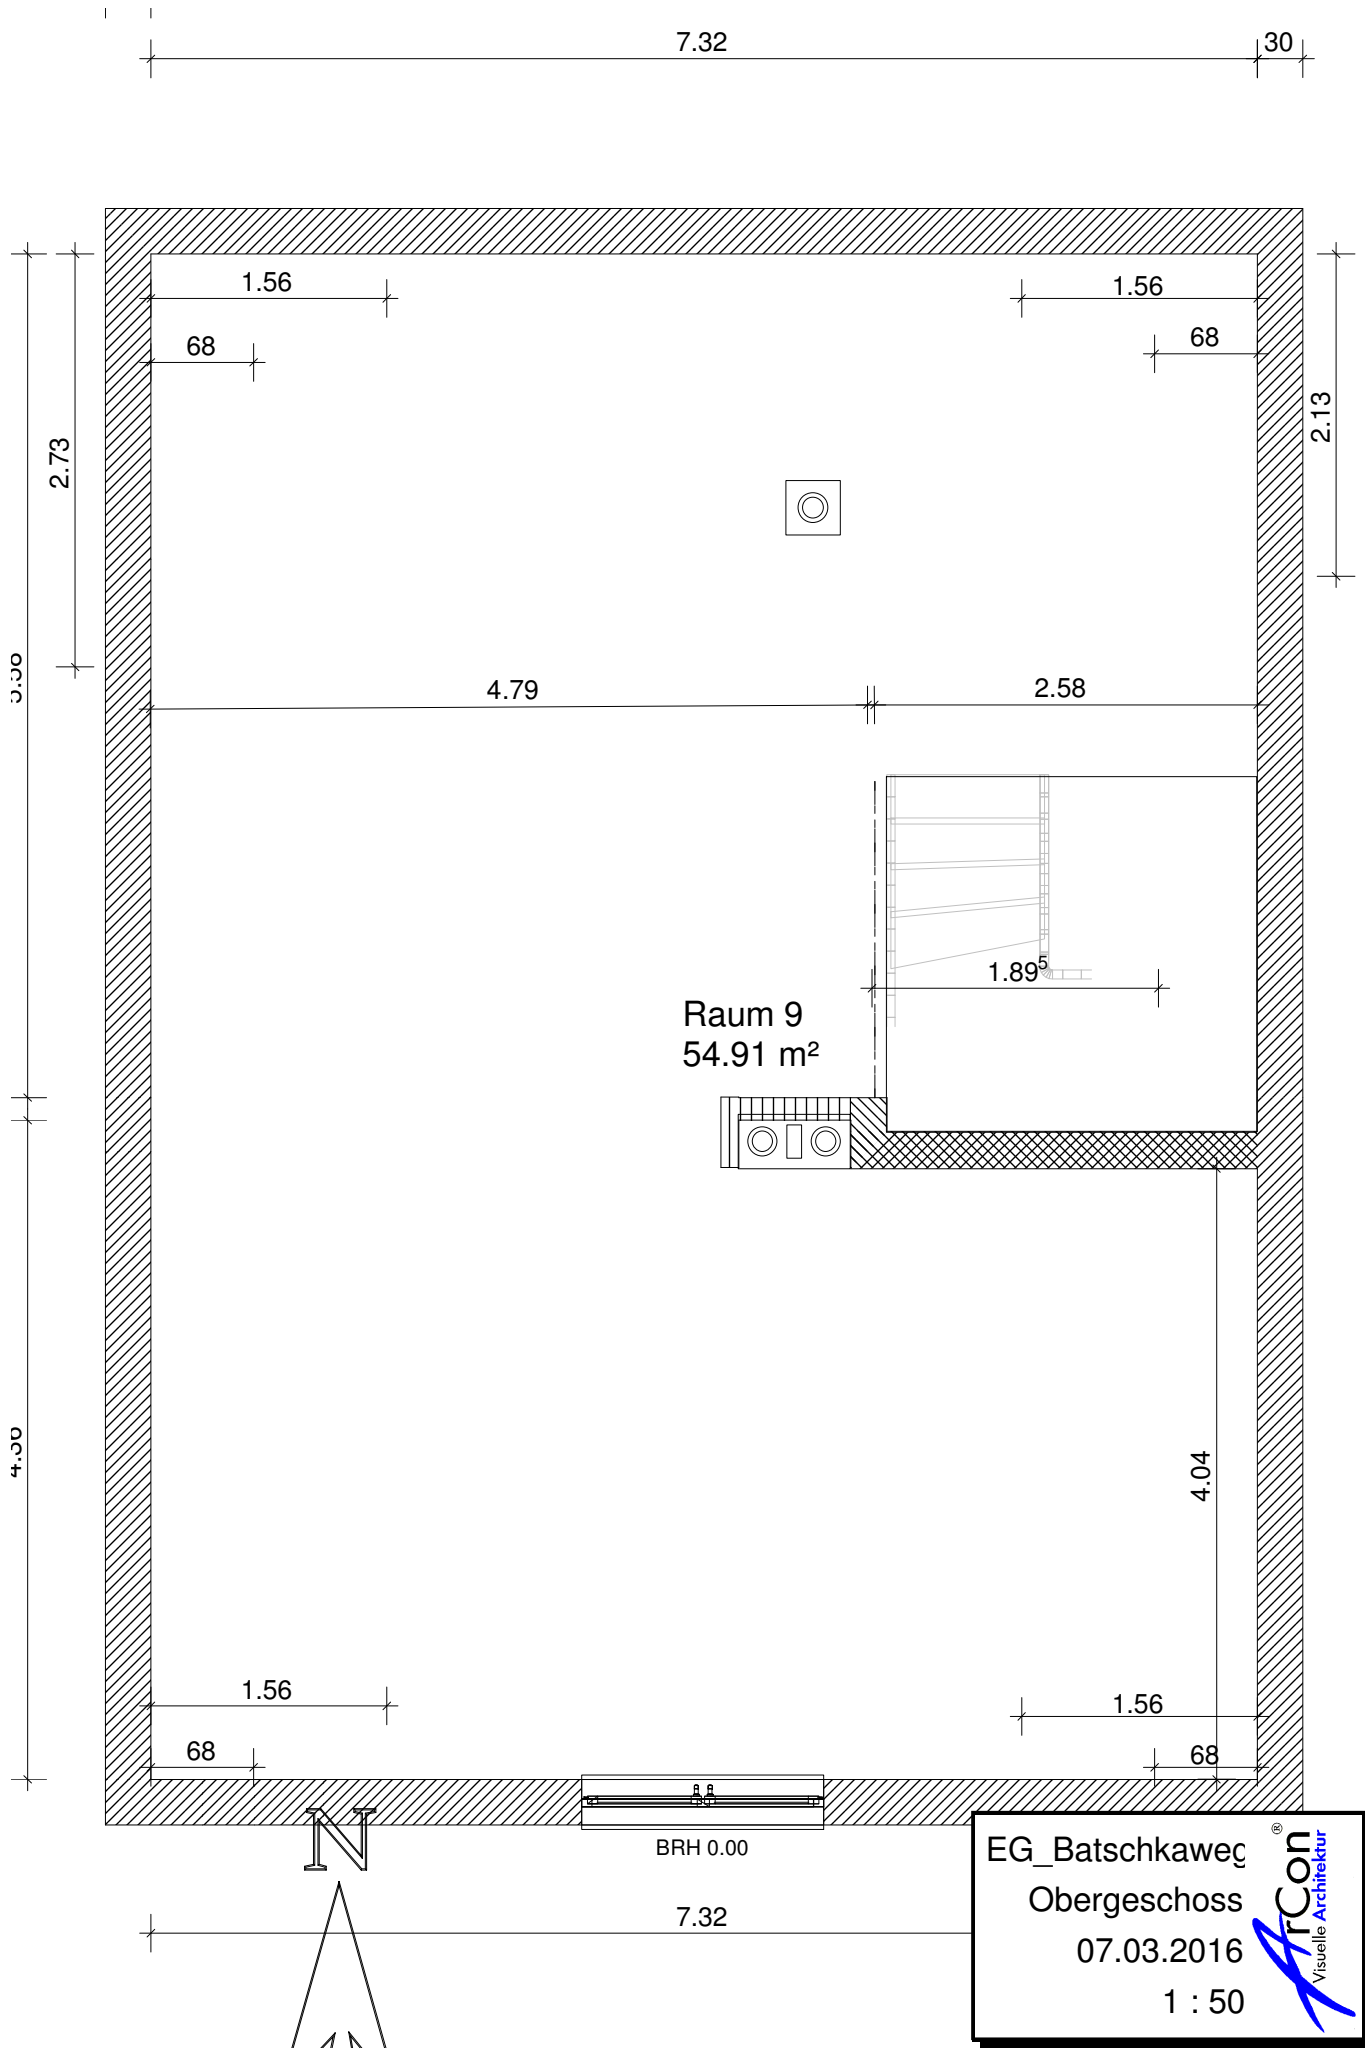 7.32
30
1.56
1.56
68
68
2.73
2.13
4.79
2.58
1.89⁵
Raum 9
54.91 m²
4.04
1.56
1.56
68
68
N
BRH 0.00
7.32
EG_Batschkaweg
Obergeschoss
07.03.2016
1 : 50
ArCon®
Visuelle Architektur